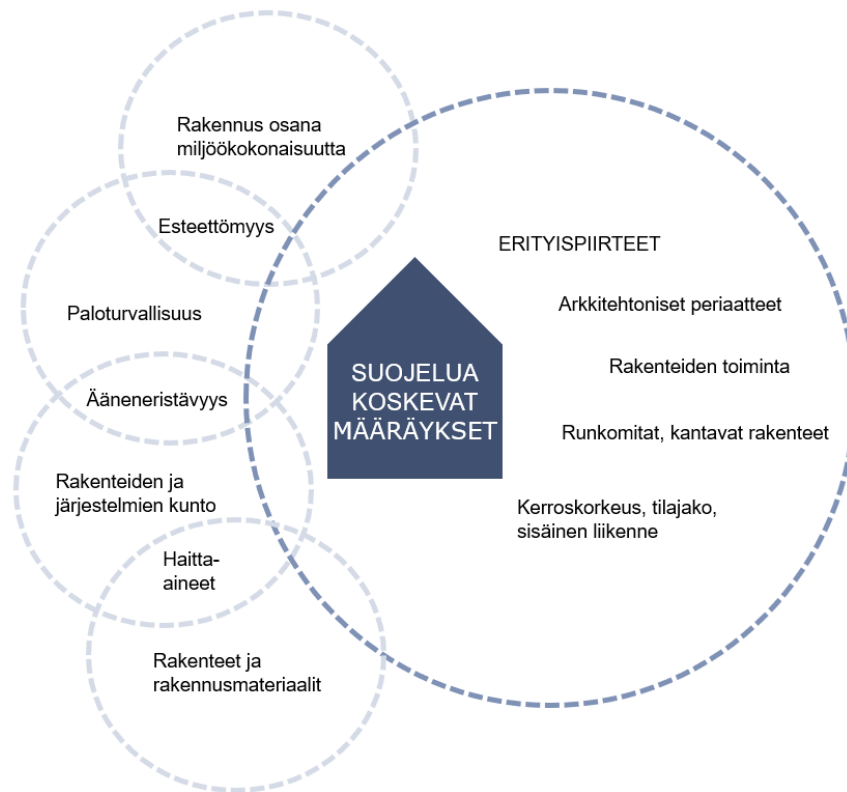 Rakennus osana
miljöökokonaisuutta
Esteettömyys
Paloturvallisuus
Ääneneristävyys
Rakenteiden ja
järjestelmien kunto
Haitta-
aineet
Rakenteet ja
rakennusmateriaalit
SUOJELUA
KOSKEVAT
MÄÄRÄYKSET
ERITYISPIIRTEET
Arkkitehtoniset periaatteet
Rakenteiden toiminta
Runkomitat, kantavat rakenteet
Kerroskorkeus, tilajako,
sisäinen liikenne